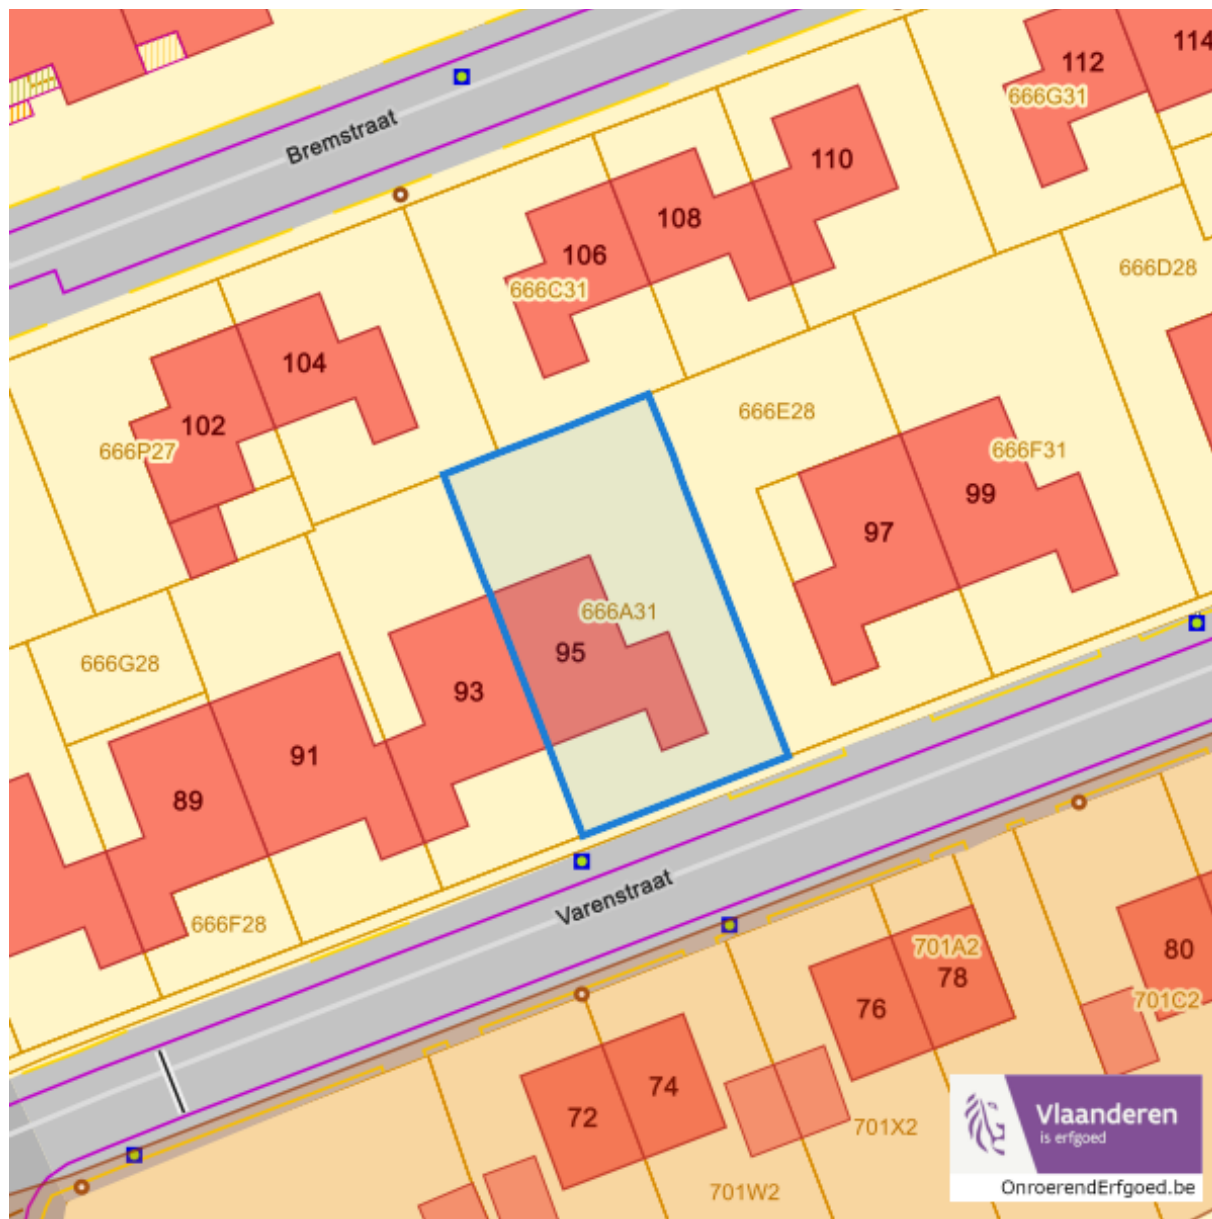 112
114
666G31
Bremstraat
110
108
106
666C31
666D28
104
102
666P27
666E28
666F31
99
97
666A31
95
93
666G28
91
89
666F28
Varenstraat
701A2
78
76
80
701C2
74
72
701X2
701W2
Vlaanderen
is erfgoed
OnroerendErfgoed.be